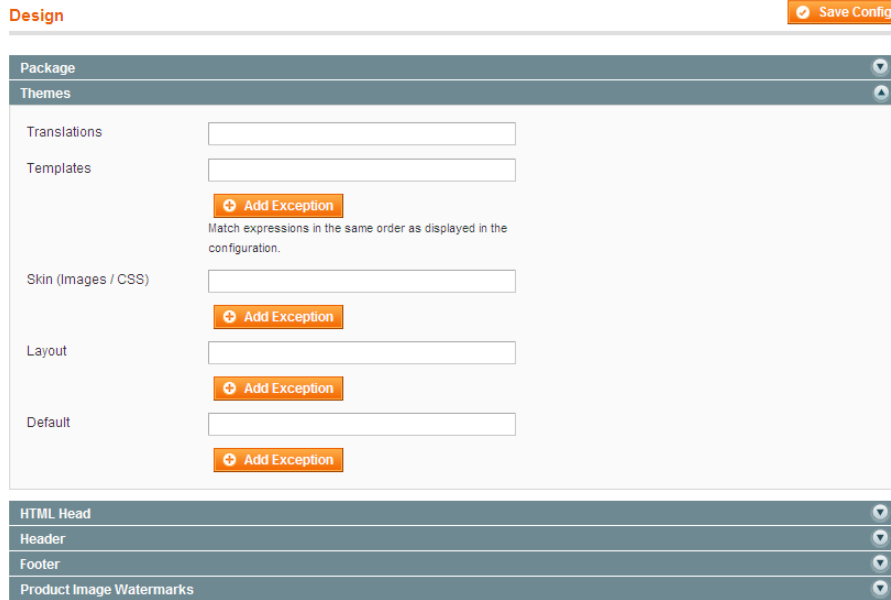 Design
Save Config
Package
Themes
Translations
Templates
Add Exception
Match expressions in the same order as displayed in the
configuration.
Skin (Images / CSS)
Add Exception
Layout
Add Exception
Default
Add Exception
HTML Head
Header
Footer
Product Image Watermarks